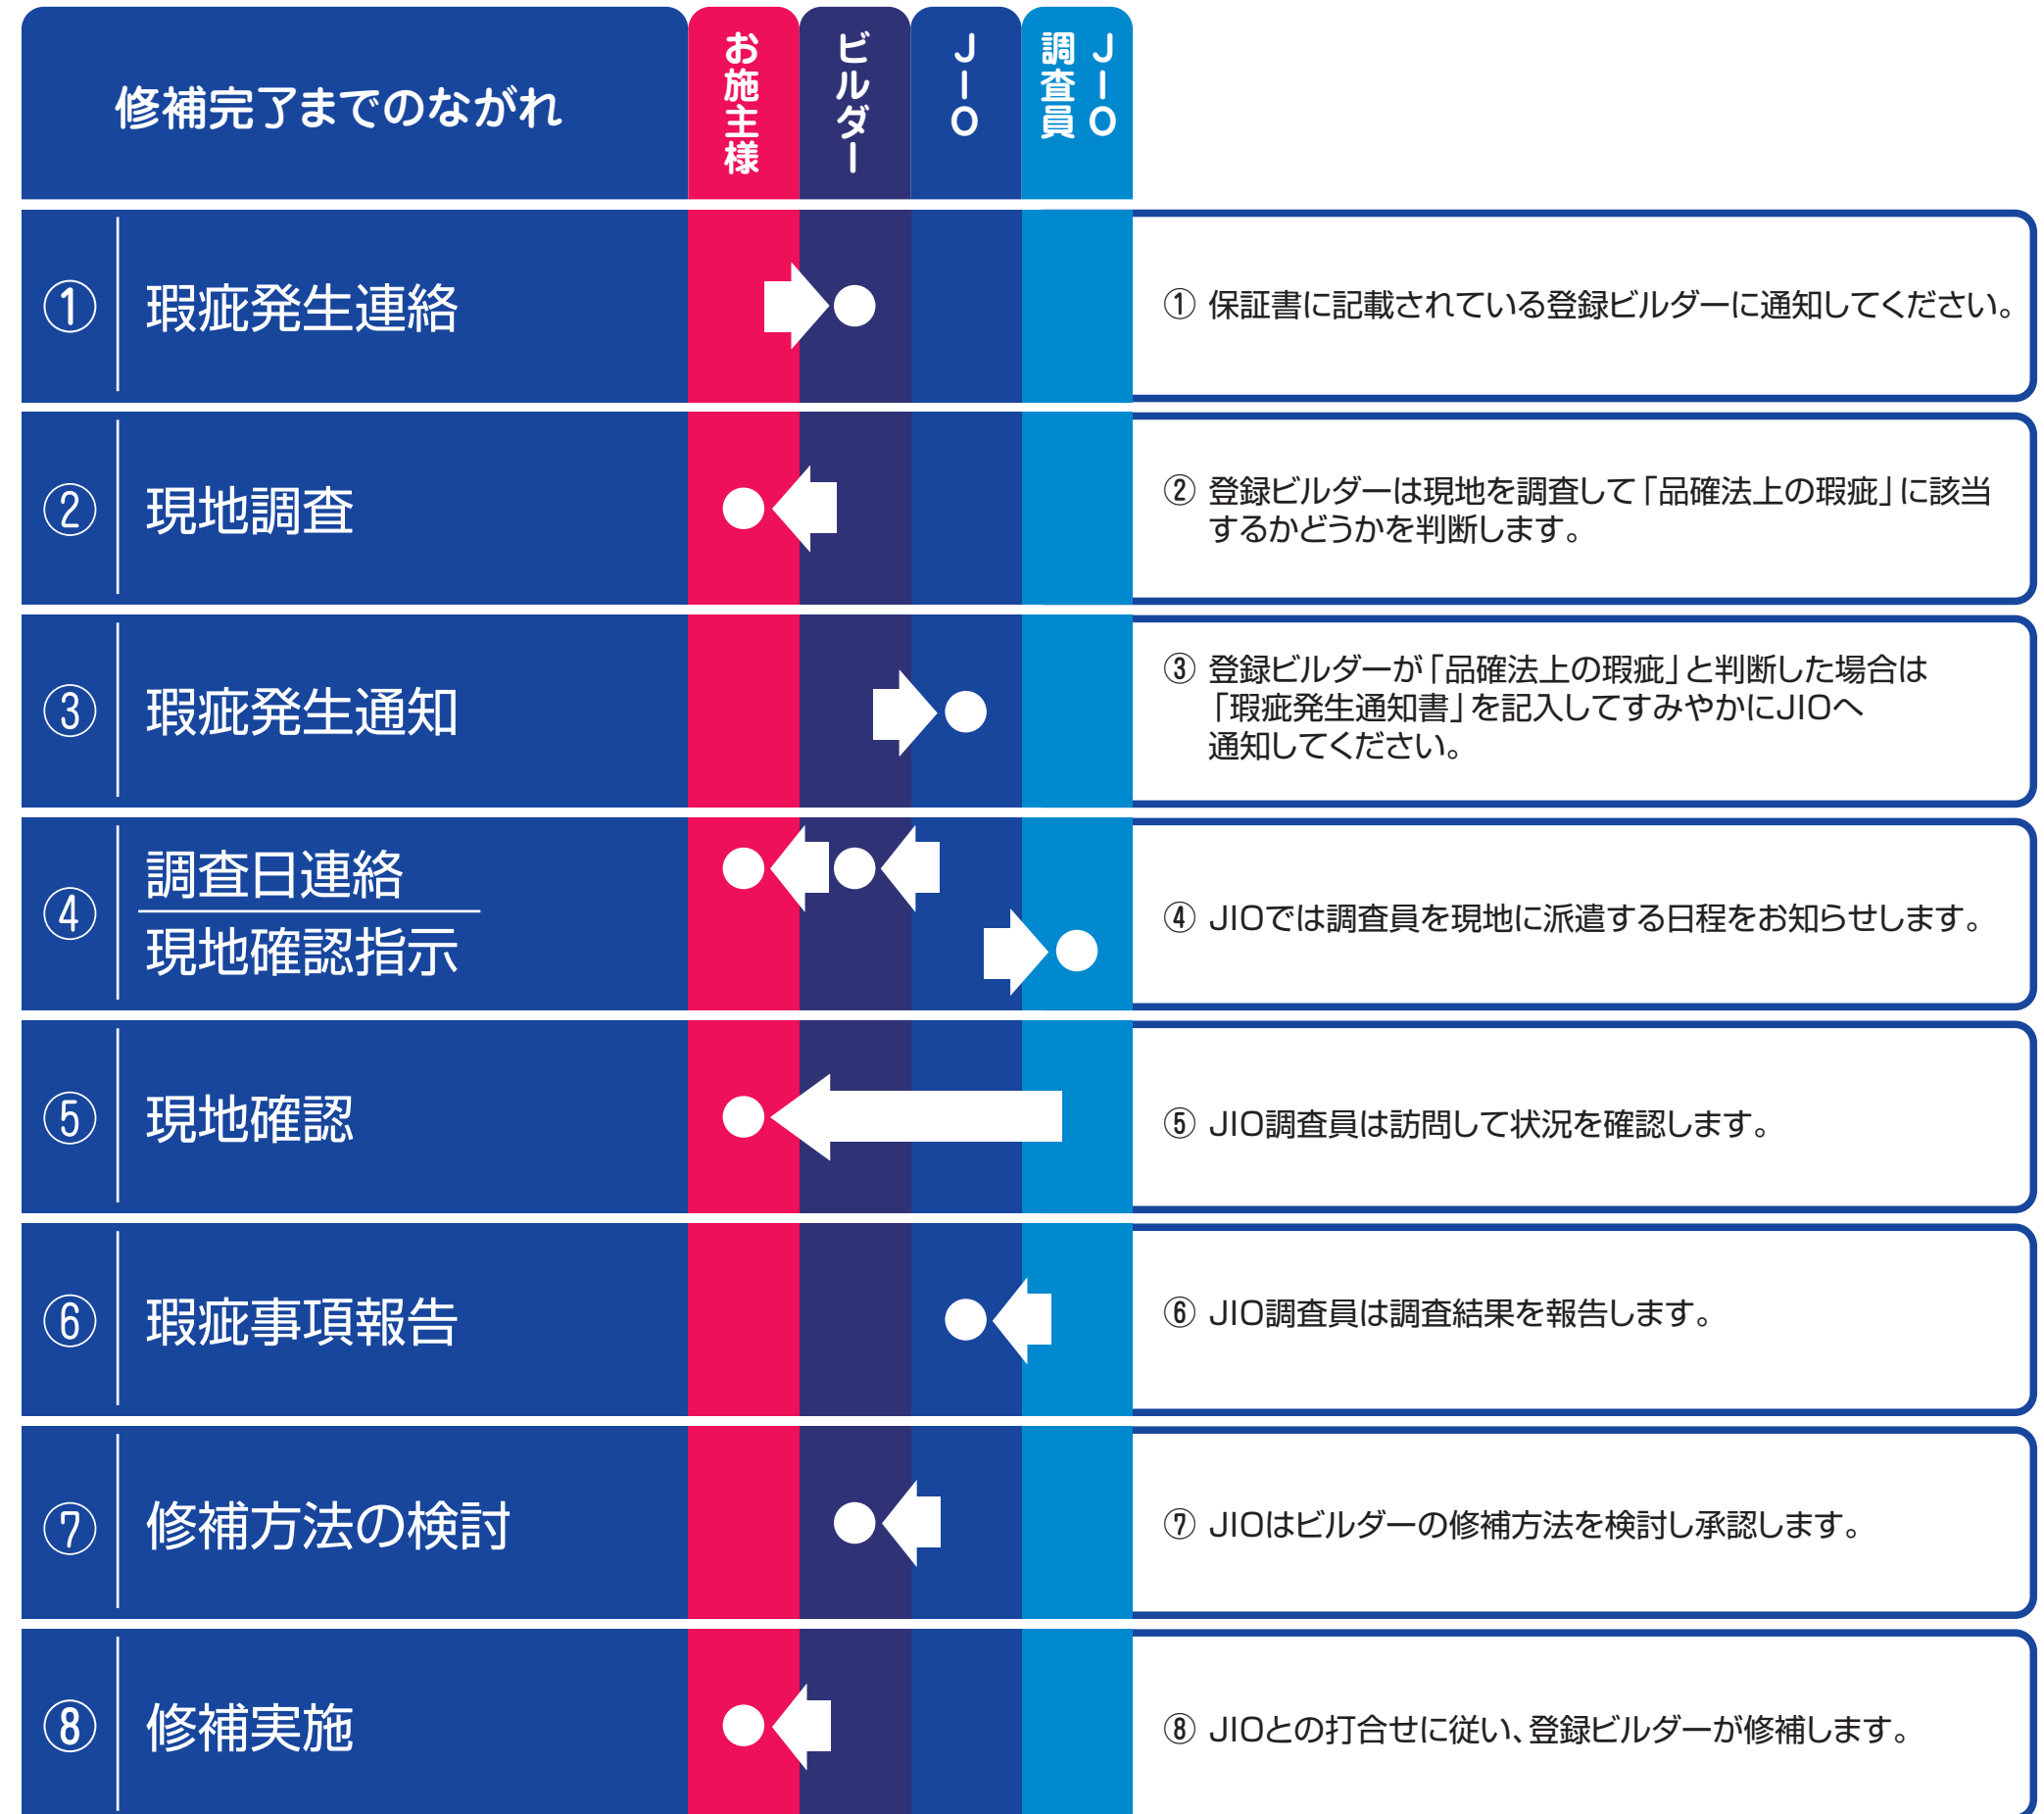 修補完了までのながれ
お施主様
ビルダー
JIO
JIO
調査員
① 瑕疵発生連絡
① 保証書に記載されている登録ビルダーに通知してください。
② 現地調査
② 登録ビルダーは現地を調査して「品確法上の瑕疵」に該当
するかどうかを判断します。
③ 瑕疵発生通知
③ 登録ビルダーが「品確法上の瑕疵」と判断した場合は
「瑕疵発生通知書」を記入してすみやかにJIOへ
通知してください。
④ 調査日連絡
現地確認指示
④ JIOでは調査員を現地に派遣する日程をお知らせします。
⑤ 現地確認
⑤ JIO調査員は訪問して状況を確認します。
⑥ 瑕疵事項報告
⑥ JIO調査員は調査結果を報告します。
⑦ 修補方法の検討
⑦ JIOはビルダーの修補方法を検討し承認します。
⑧ 修補実施
⑧ JIOとの打合せに従い、登録ビルダーが修補します。